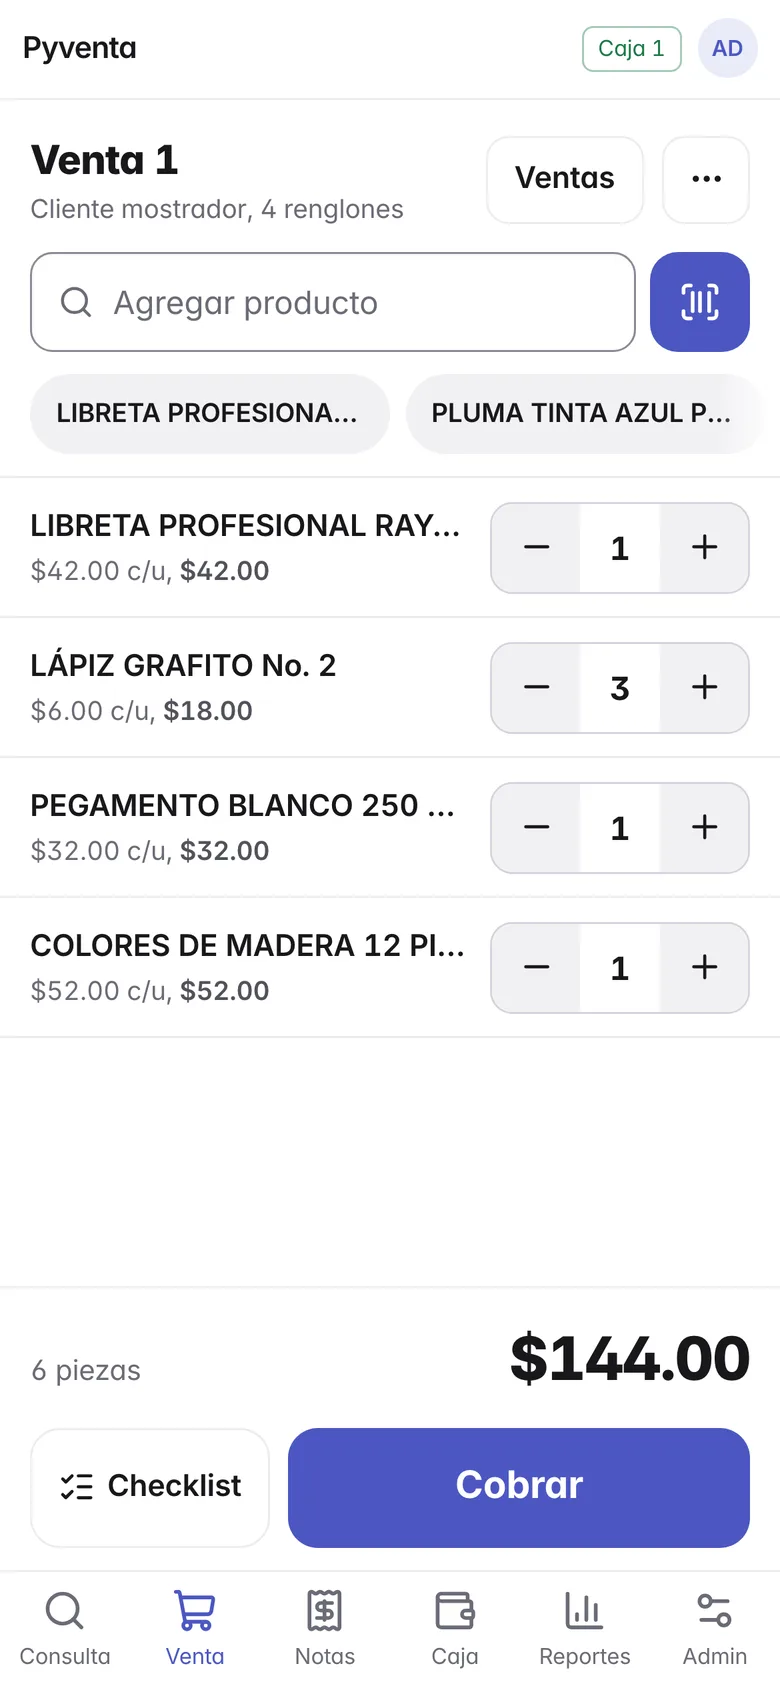 Pyventa
Caja 1
AD
Venta 1
Cliente mostrador, 4 renglones
Ventas
...
Agregar producto
LIBRETA PROFESIONA...
PLUMA TINTA AZUL P...
LIBRETA PROFESIONAL RAY...
$42.00 c/u, $42.00
− 1 +
LÁPIZ GRAFITO No. 2
$6.00 c/u, $18.00
− 3 +
PEGAMENTO BLANCO 250 ...
$32.00 c/u, $32.00
− 1 +
COLORES DE MADERA 12 PI...
$52.00 c/u, $52.00
− 1 +
6 piezas
$144.00
Checklist
Cobrar
Consulta
Venta
Notas
Caja
Reportes
Admin